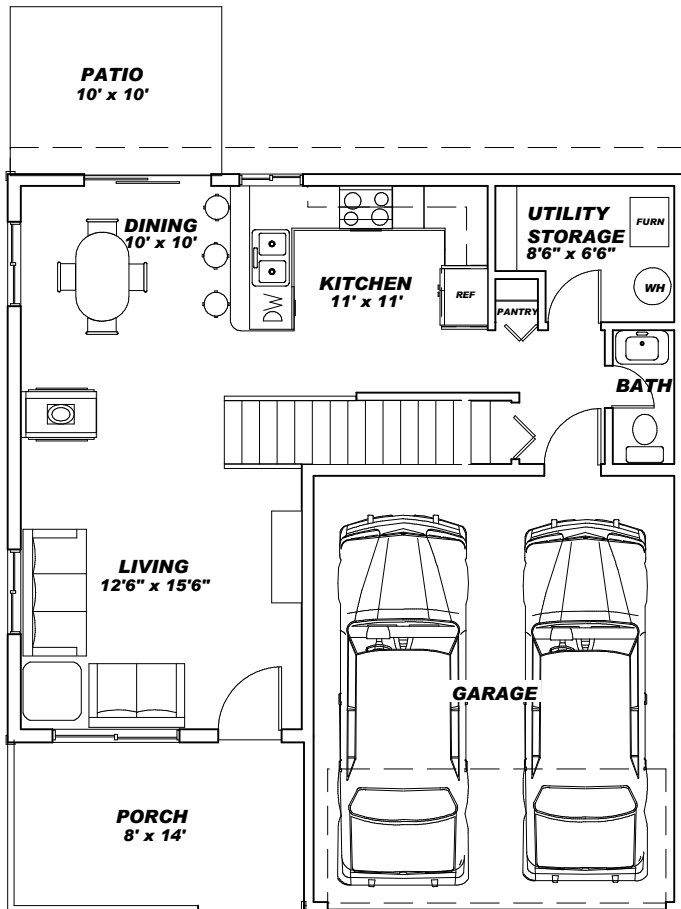 PATIO
10' x 10'
DINING
10' x 10'
UTILITY
STORAGE
8'6" x 6'6"
FURN
WH
KITCHEN
11' x 11'
REF
PANTRY
DW
BATH
LIVING
12'6" x 15'6"
GARAGE
PORCH
8' x 14'